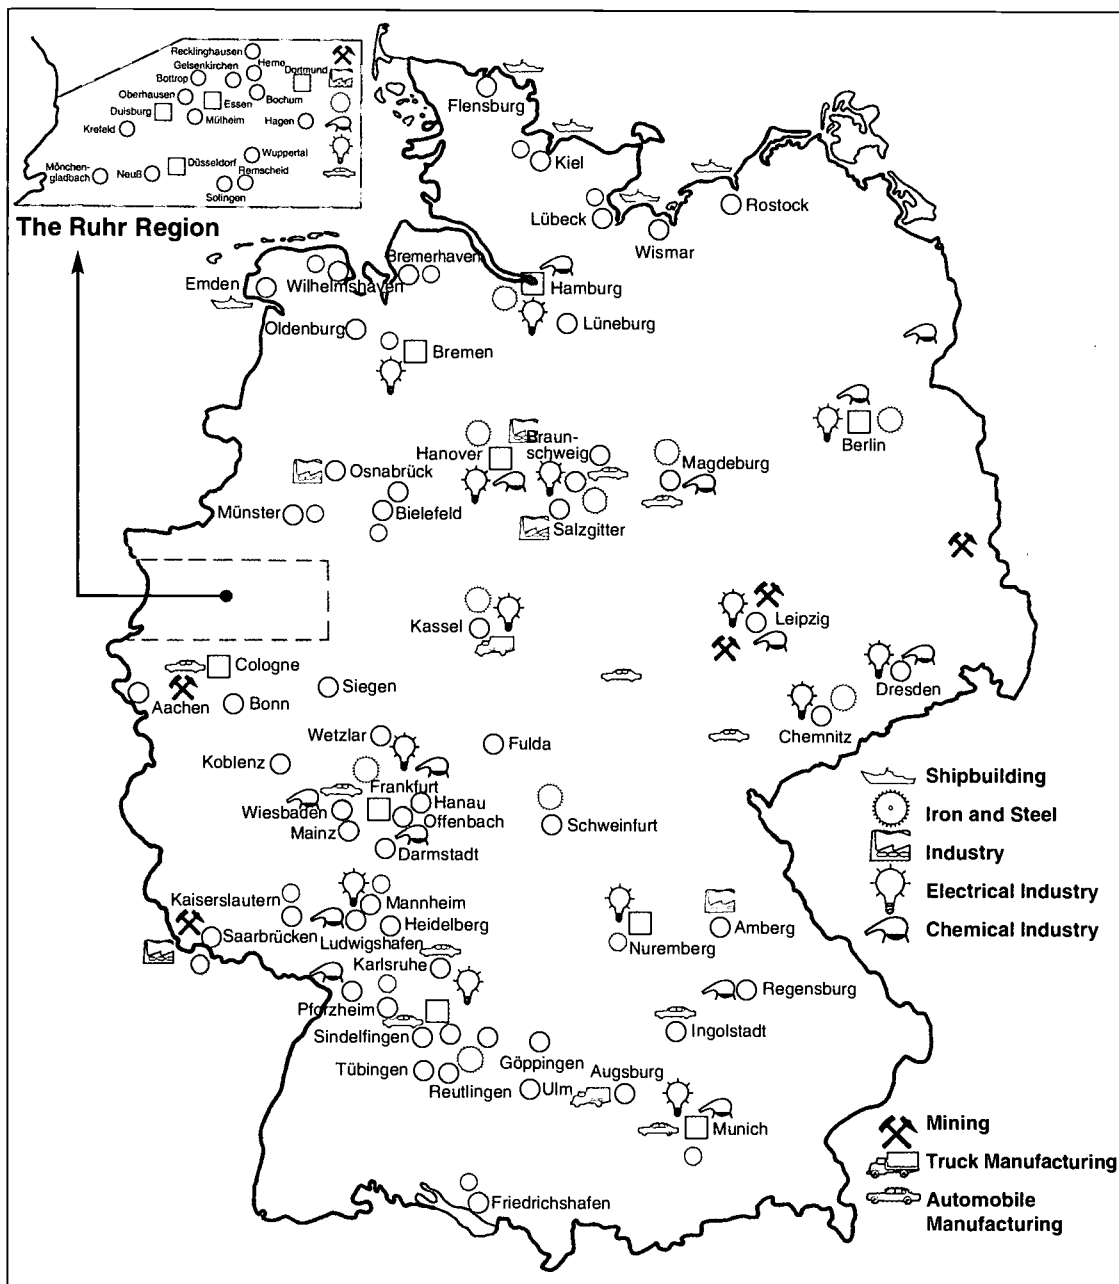 Recklinghausen
Gelsenkirchen
Herne
Bottrop
Dortmund
Oberhausen
Essen
Bochum
Duisburg
Mülheim
Hagen
Krefeld
Wuppertal
Düsseldorf
Mönchen-
gladbach
Neuß
Remscheid
Solingen
The Ruhr Region
Flensburg
Kiel
Lübeck
Rostock
Wismar
Bremerhaven
Emden
Wilhelmshaven
Hamburg
Oldenburg
Lüneburg
Bremen
Berlin
Hanover
Braun-
schweig
Osnabrück
Magdeburg
Münster
Bielefeld
Salzgitter
Kassel
Leipzig
Cologne
Aachen
Bonn
Siegen
Dresden
Chemnitz
Wetzlar
Fulda
Koblenz
Frankfurt
Wiesbaden
Hanau
Offenbach
Mainz
Schweinfurt
Darmstadt
Kaiserslautern
Mannheim
Heidelberg
Saarbrücken
Ludwigshafen
Nuremberg
Amberg
Karlsruhe
Pforzheim
Regensburg
Sindelfingen
Ingolstadt
Göppingen
Tübingen
Reutlingen
Ulm
Augsburg
Munich
Friedrichshafen
Shipbuilding
Iron and Steel
Industry
Electrical Industry
Chemical Industry
Mining
Truck Manufacturing
Automobile
Manufacturing